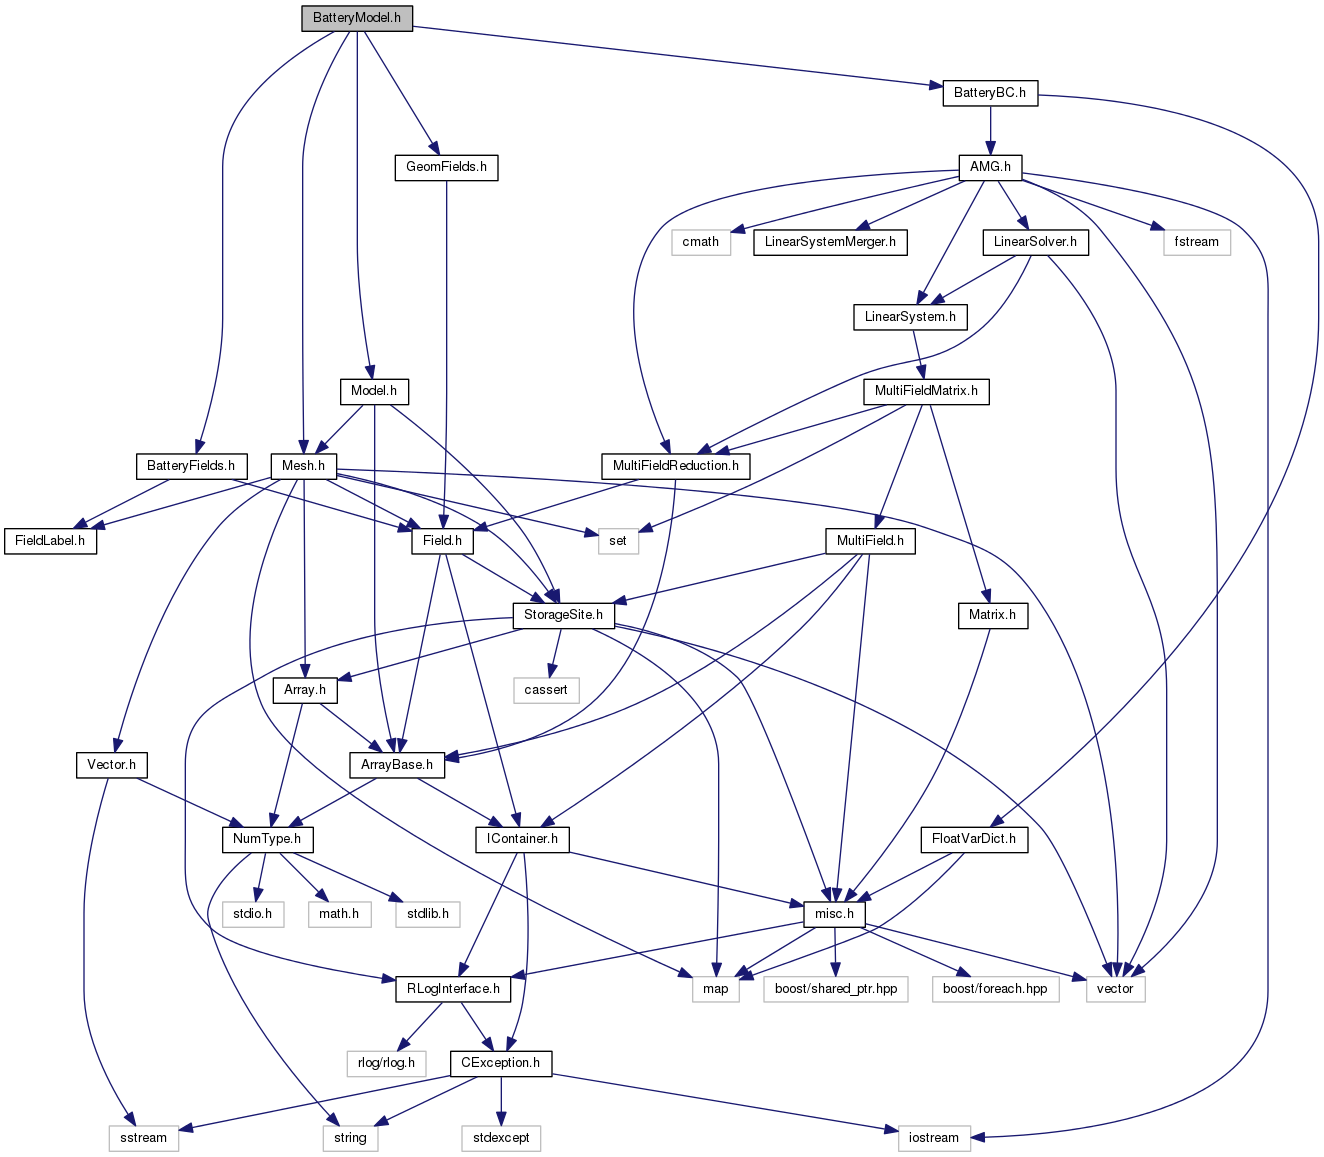 BatteryModel.h
BatteryBC.h
GeomFields.h
AMG.h
cmath
LinearSystemMerger.h
LinearSolver.h
fstream
LinearSystem.h
Model.h
MultiFieldMatrix.h
BatteryFields.h
Mesh.h
MultiFieldReduction.h
FieldLabel.h
Field.h
set
MultiField.h
StorageSite.h
Matrix.h
Array.h
cassert
Vector.h
ArrayBase.h
NumType.h
IContainer.h
FloatVarDict.h
stdio.h
math.h
stdlib.h
misc.h
RLogInterface.h
map
boost/shared_ptr.hpp
boost/foreach.hpp
vector
rlog/rlog.h
CException.h
sstream
string
stdexcept
iostream